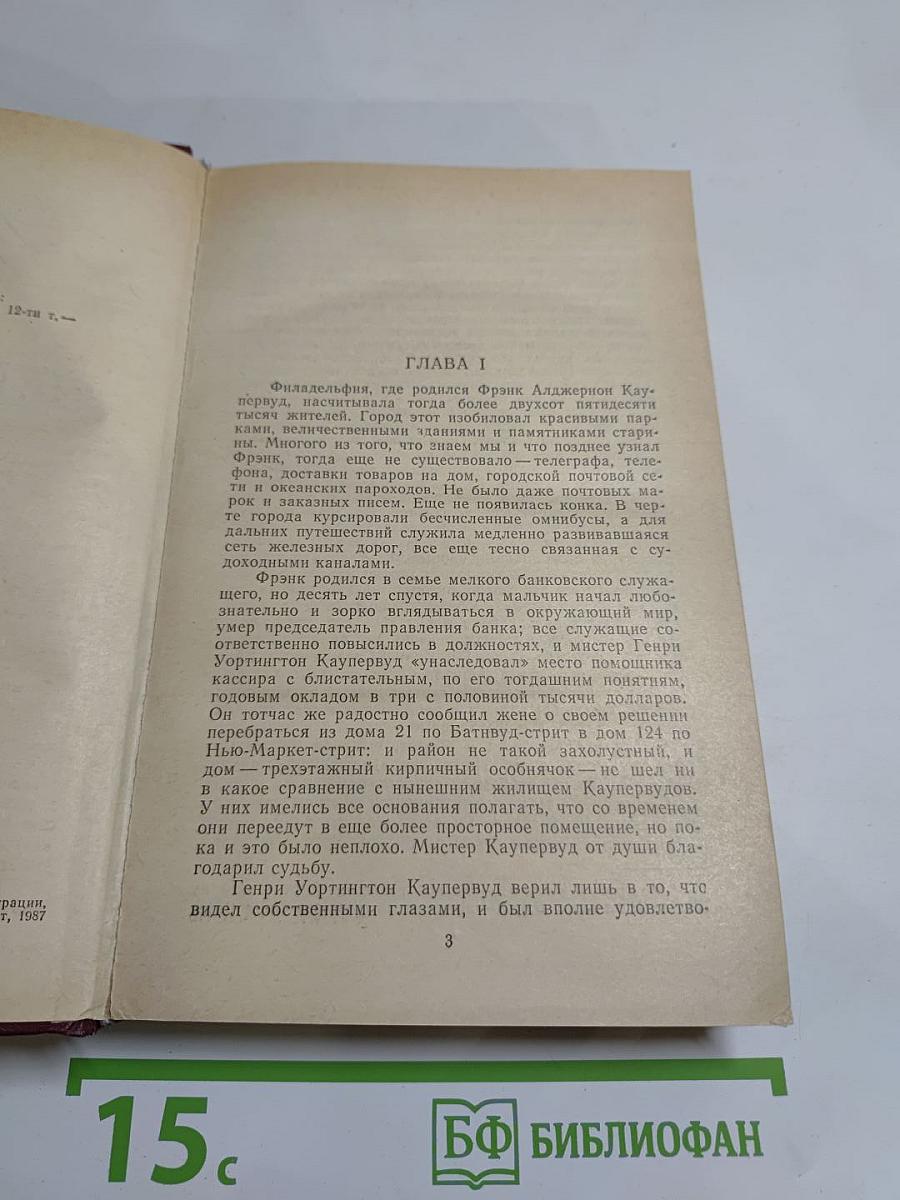 12-ти т.—
ГЛАВА I
Филадельфия, где родился Фрэнк Алджернон Кау-
первуд, насчитывала тогда более двухсот пятидесяти
тысяч жителей. Город этот изобиловал красивыми пар-
ками, величественными зданиями и памятниками стари-
ны. Многого из того, что знаем мы и что позднее узнал
Фрэнк, тогда еще не существовало — телеграфа, теле-
фона, доставки товаров на дом, городской почтовой се-
ти и океанских пароходов. Не было даже почтовых ма-
рок и заказных писем. Еще не появилась конка. В чер-
те города курсировали бесчисленные омнибусы, а для
дальних путешествий служила медленно развивавшаяся
сеть железных дорог, все еще тесно связанная с су-
доходными каналами.
Фрэнк родился в семье мелкого банковского служа-
щего, но десять лет спустя, когда мальчик начал любо-
знательно и зорко вглядываться в окружающий мир,
умер председатель правления банка; все служащие со-
ответственно повысились в должностях, и мистер Генри
Уортингтон Каупервуд «унаследовал» место помощника
кассира с блистательным, по его тогдашним понятиям,
годовым окладом в три с половиной тысячи долларов.
Он тотчас же радостно сообщил жене о своем решении
перебраться из дома 21 по Батнвуд-стрит в дом 124 по
Нью-Маркет-стрит: и район не такой захолустный, и
дом — трехэтажный кирпичный особнячок — не шел ни
в какое сравнение с нынешним жилищем Каупервудов.
У них имелись все основания полагать, что со временем
они переедут в еще более просторное помещение, но по-
ка и это было неплохо. Мистер Каупервуд от души бла-
годарил судьбу.
Генри Уортингтон Каупервуд верил лишь в то, что
видел собственными глазами, и был вполне удовлетво-
3
рации,
т, 1987
15 с
БФ БИБЛИОФАН